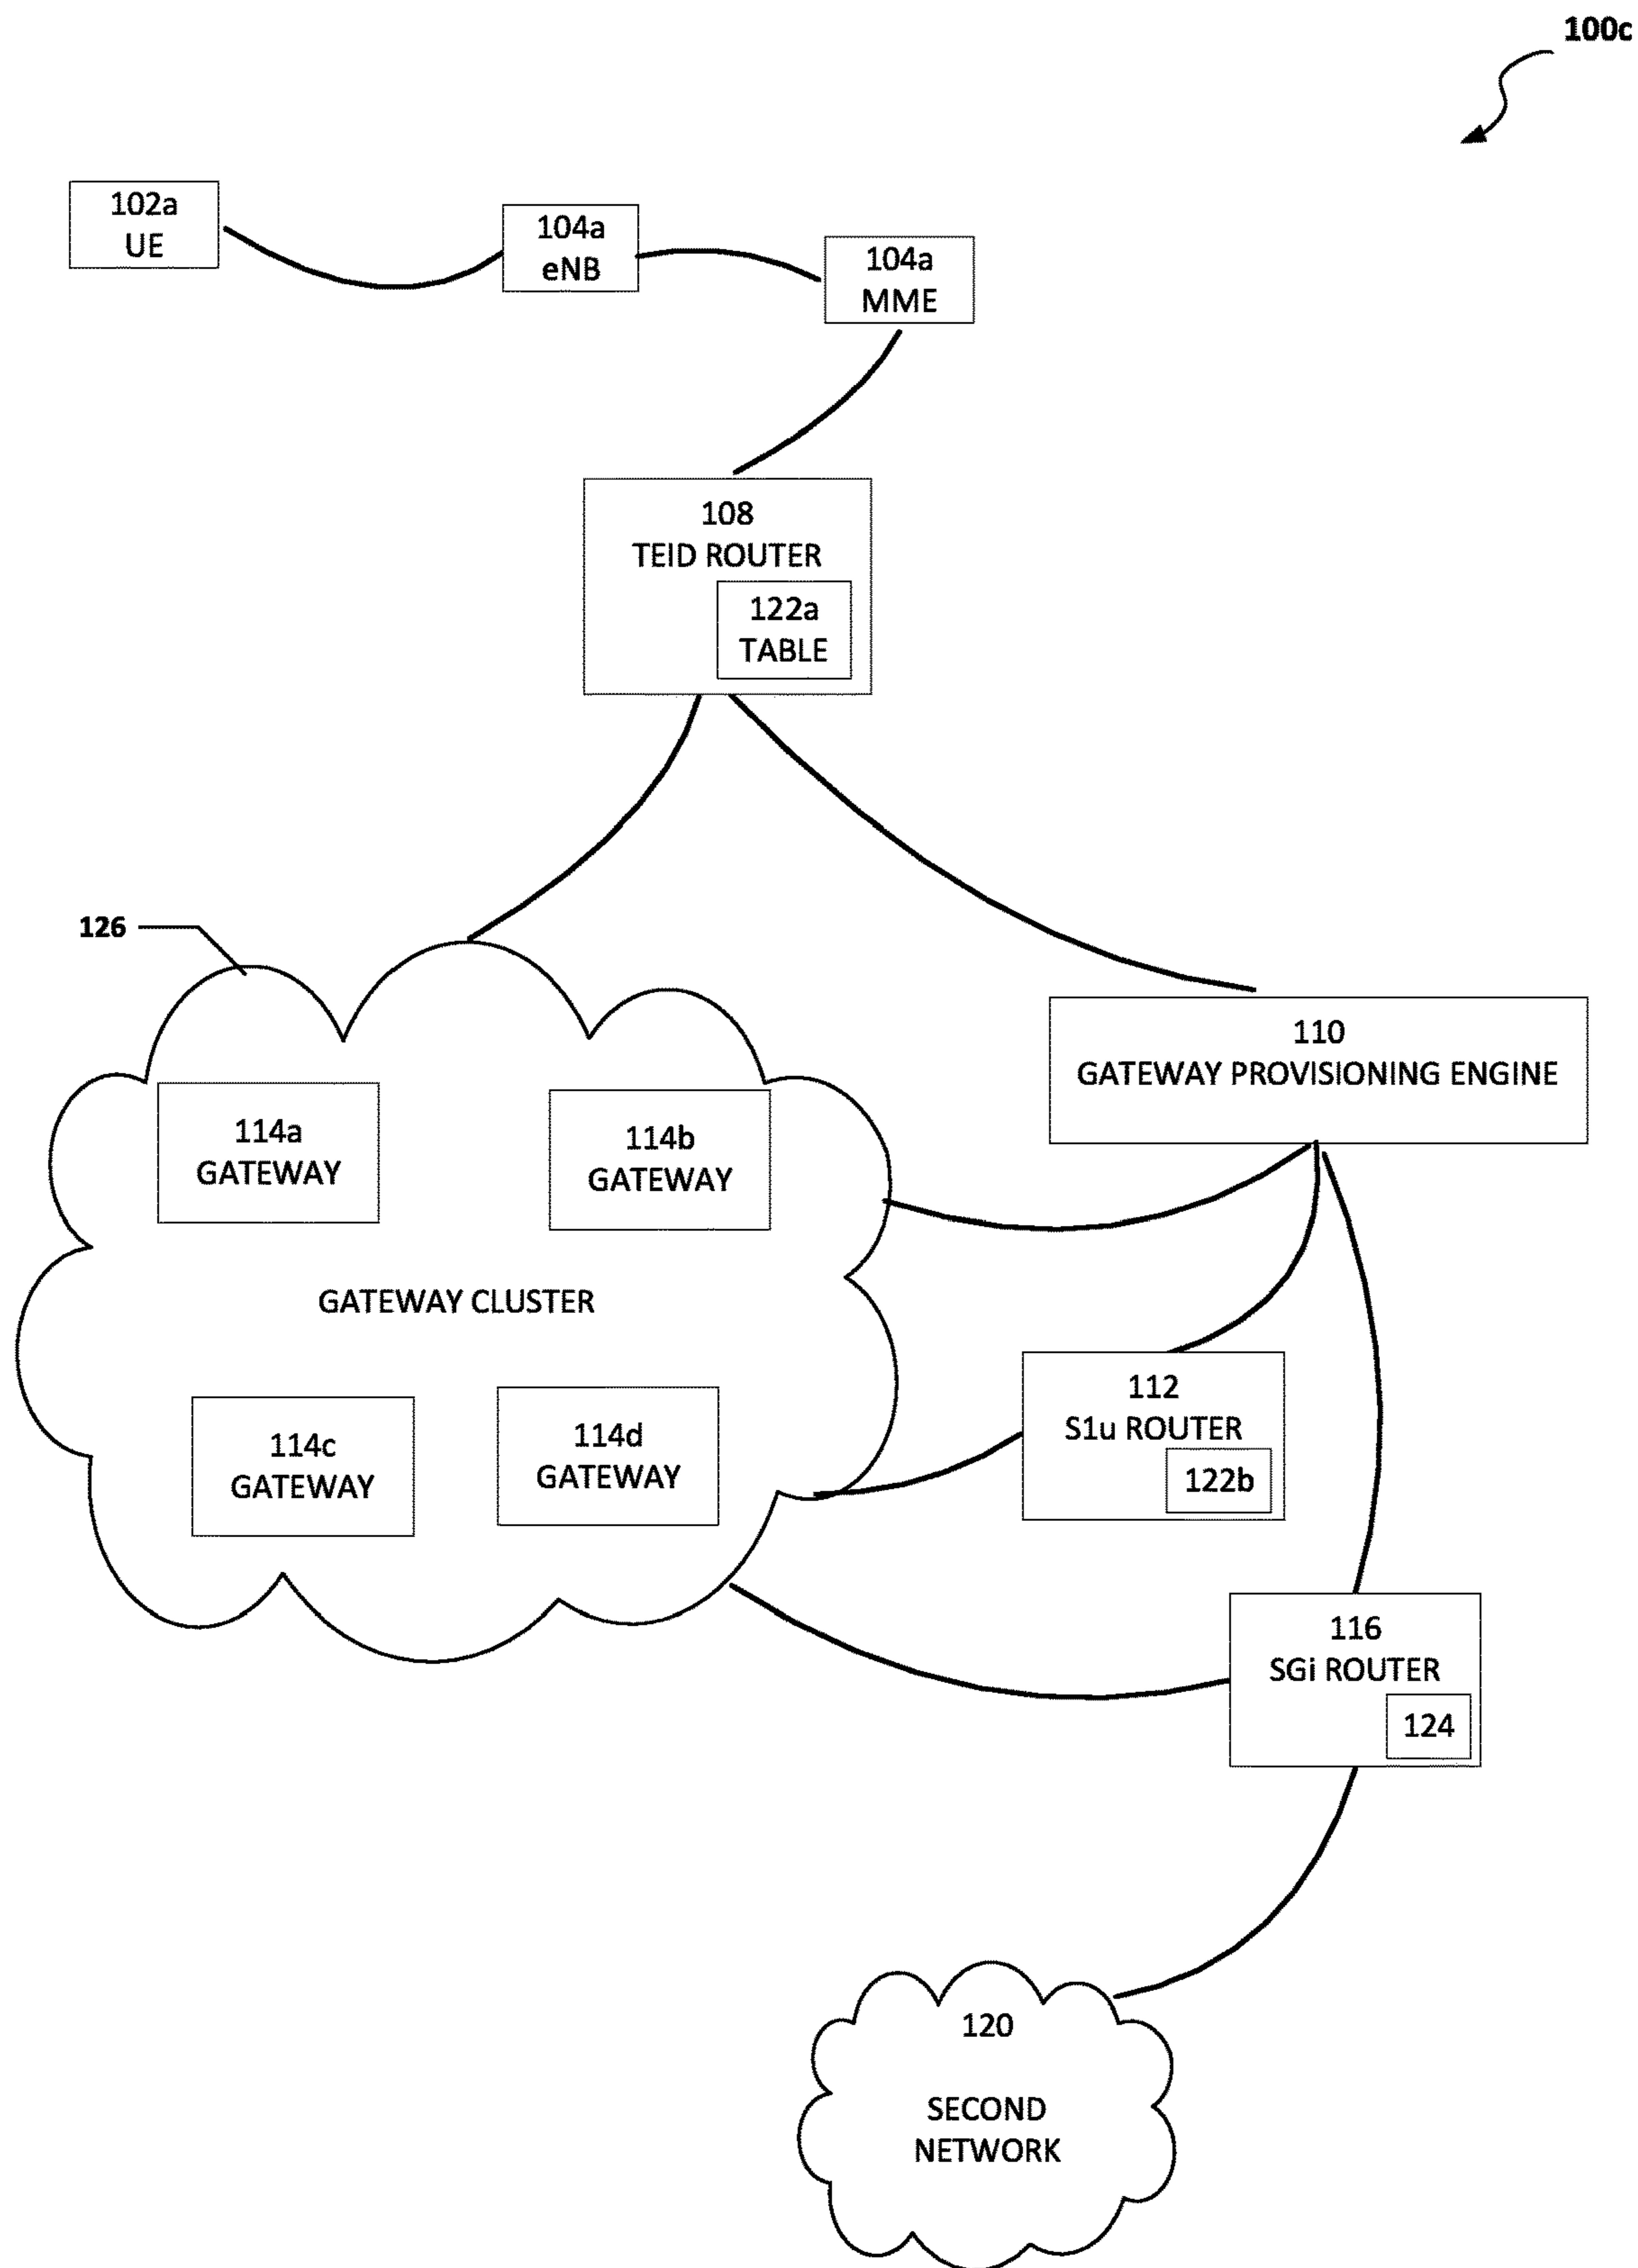 100c
102a
UE
104a
eNB
104a
MME
108
TEID ROUTER
122a
TABLE
126
110
GATEWAY PROVISIONING ENGINE
114a
GATEWAY
114b
GATEWAY
GATEWAY CLUSTER
112
S1u ROUTER
122b
114c
GATEWAY
114d
GATEWAY
116
SGi ROUTER
124
120
SECOND
NETWORK